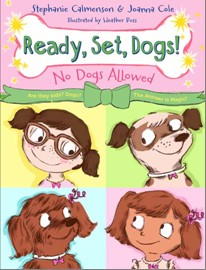 Stephanie Calmenson & Joanna Cole
Illustrated by Heather Ross
Ready, Set, Dogs!
No Dogs Allowed
Are they kids? Dogs? The Answer is Magic!